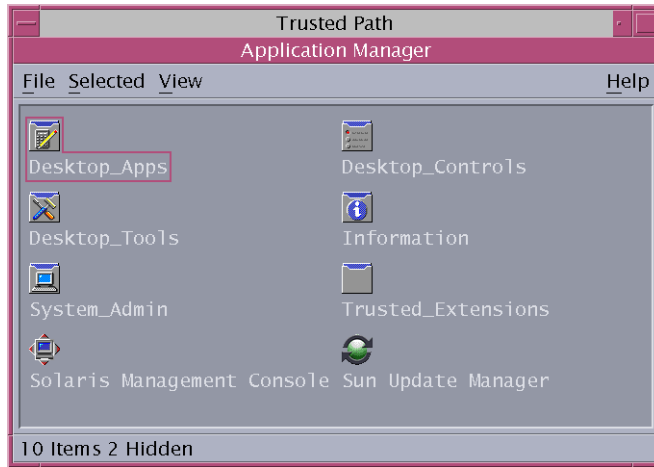 Trusted Path
Application Manager
File Selected View Help
Desktop_Apps Desktop_Controls
Desktop_Tools Information
System_Admin Trusted_Extensions
Solaris Management Console Sun Update Manager
10 Items 2 Hidden